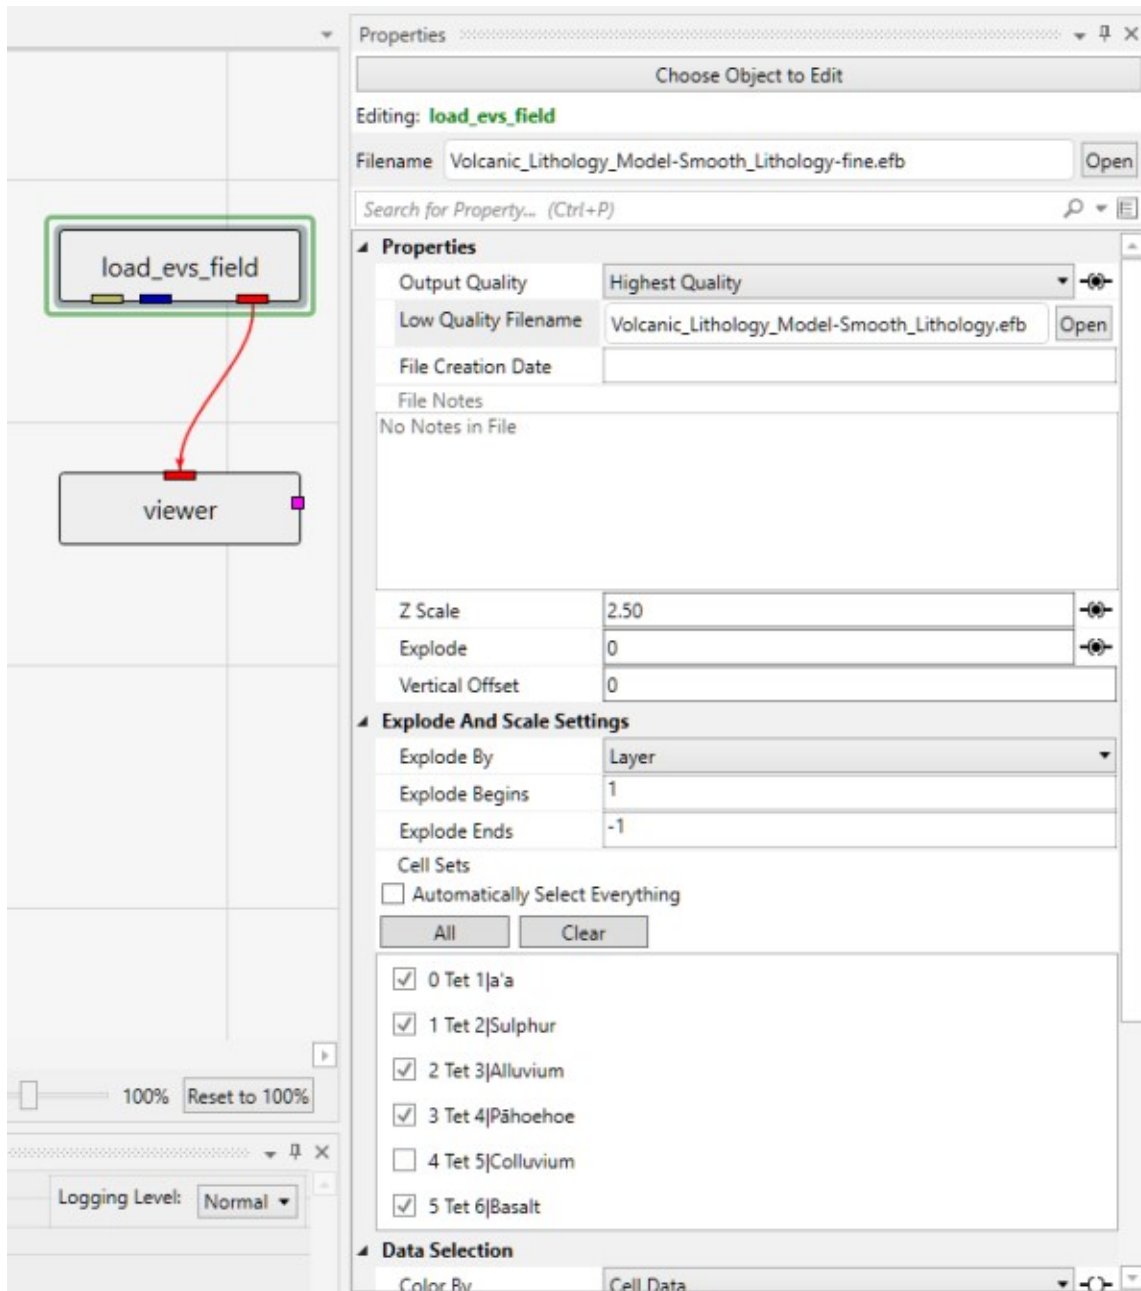 Properties
Choose Object to Edit
Editing: load_evs_field
Filename Volcanic_Lithology_Model-Smooth_Lithology-fine.efb Open
Search for Property... (Ctrl+P)
load_evs_field
viewer
Properties
Output Quality Highest Quality
Low Quality Filename Volcanic_Lithology_Model-Smooth_Lithology.efb Open
File Creation Date
File Notes
No Notes in File
Z Scale 2.50
Explode 0
Vertical Offset 0
Explode And Scale Settings
Explode By Layer
Explode Begins 1
Explode Ends -1
Cell Sets
Automatically Select Everything
All Clear
0 Tet 1|a'a
1 Tet 2|Sulphur
2 Tet 3|Alluvium
3 Tet 4|Pāhoehoe
4 Tet 5|Colluvium
5 Tet 6|Basalt
Data Selection
Color By Cell Data
100% Reset to 100%
Logging Level: Normal